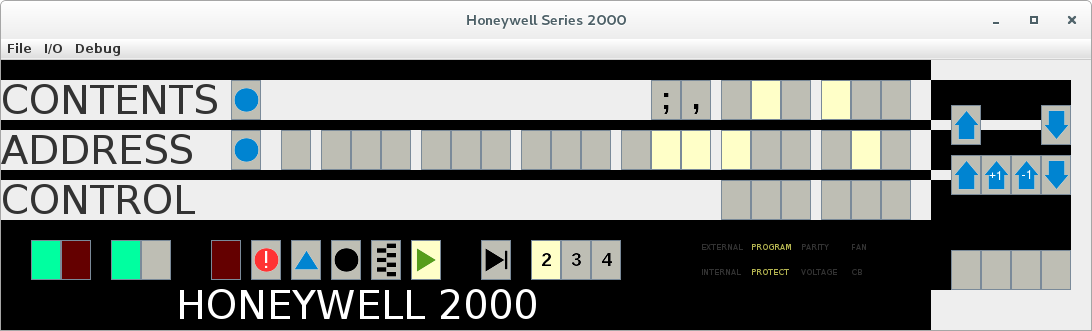 Honeywell Series 2000
File I/O Debug
CONTENTS ; ,
ADDRESS
+1 -1
CONTROL
! 2 3 4
EXTERNAL PROGRAM PARITY FAN
INTERNAL PROTECT VOLTAGE CB
HONEYWELL 2000